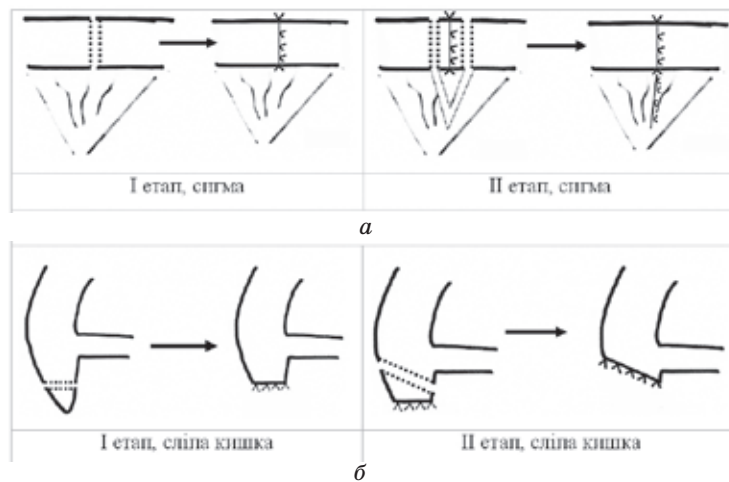 I етап, сигма
II етап, сигма
а
I етап, сліпа кишка
II етап, сліпа кишка
б